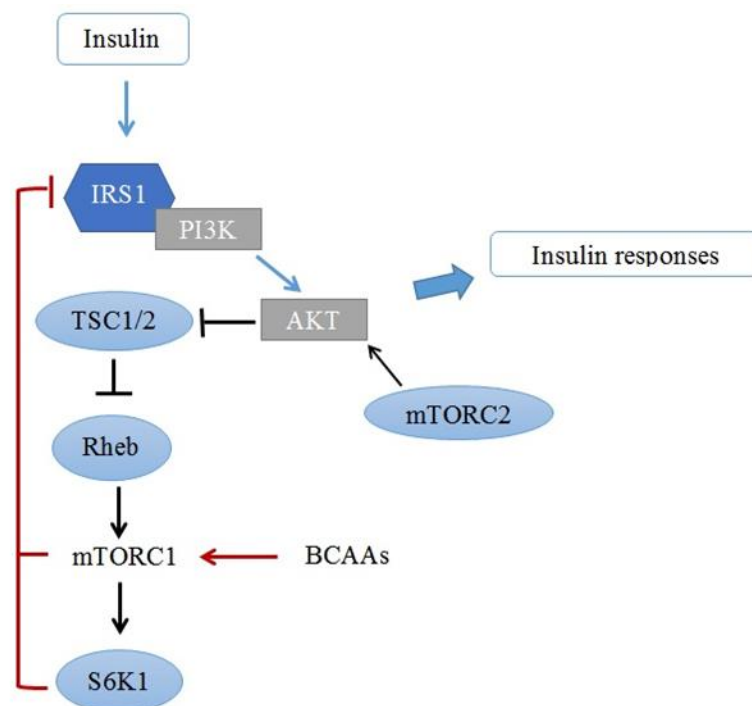 Insulin
IRS1
PI3K
Insulin responses
TSC1/2
AKT
mTORC2
Rheb
mTORC1
BCAAs
S6K1